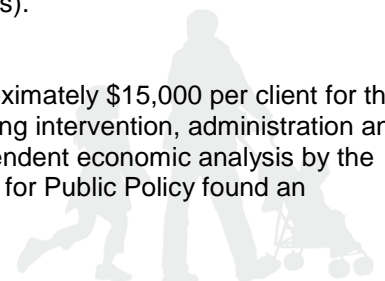 s).
ximately $15,000 per client for th
ng intervention, administration an
endent economic analysis by the
for Public Policy found an